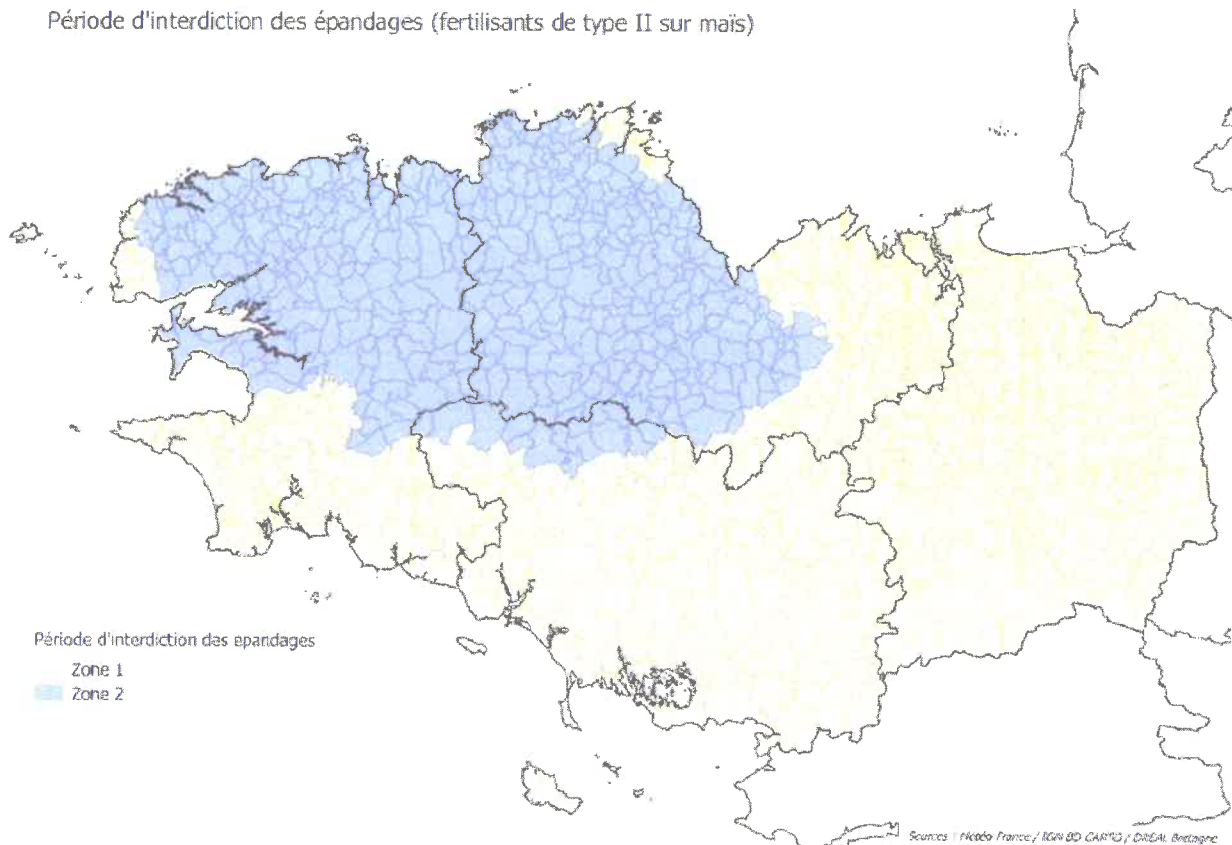 Période d'interdiction des épandages (fertilisants de type II sur maïs)
Période d'interdiction des épandages
Zone 1
Zone 2
Sources : Météo France / IGN BD CARTO / DREAL Bretagne